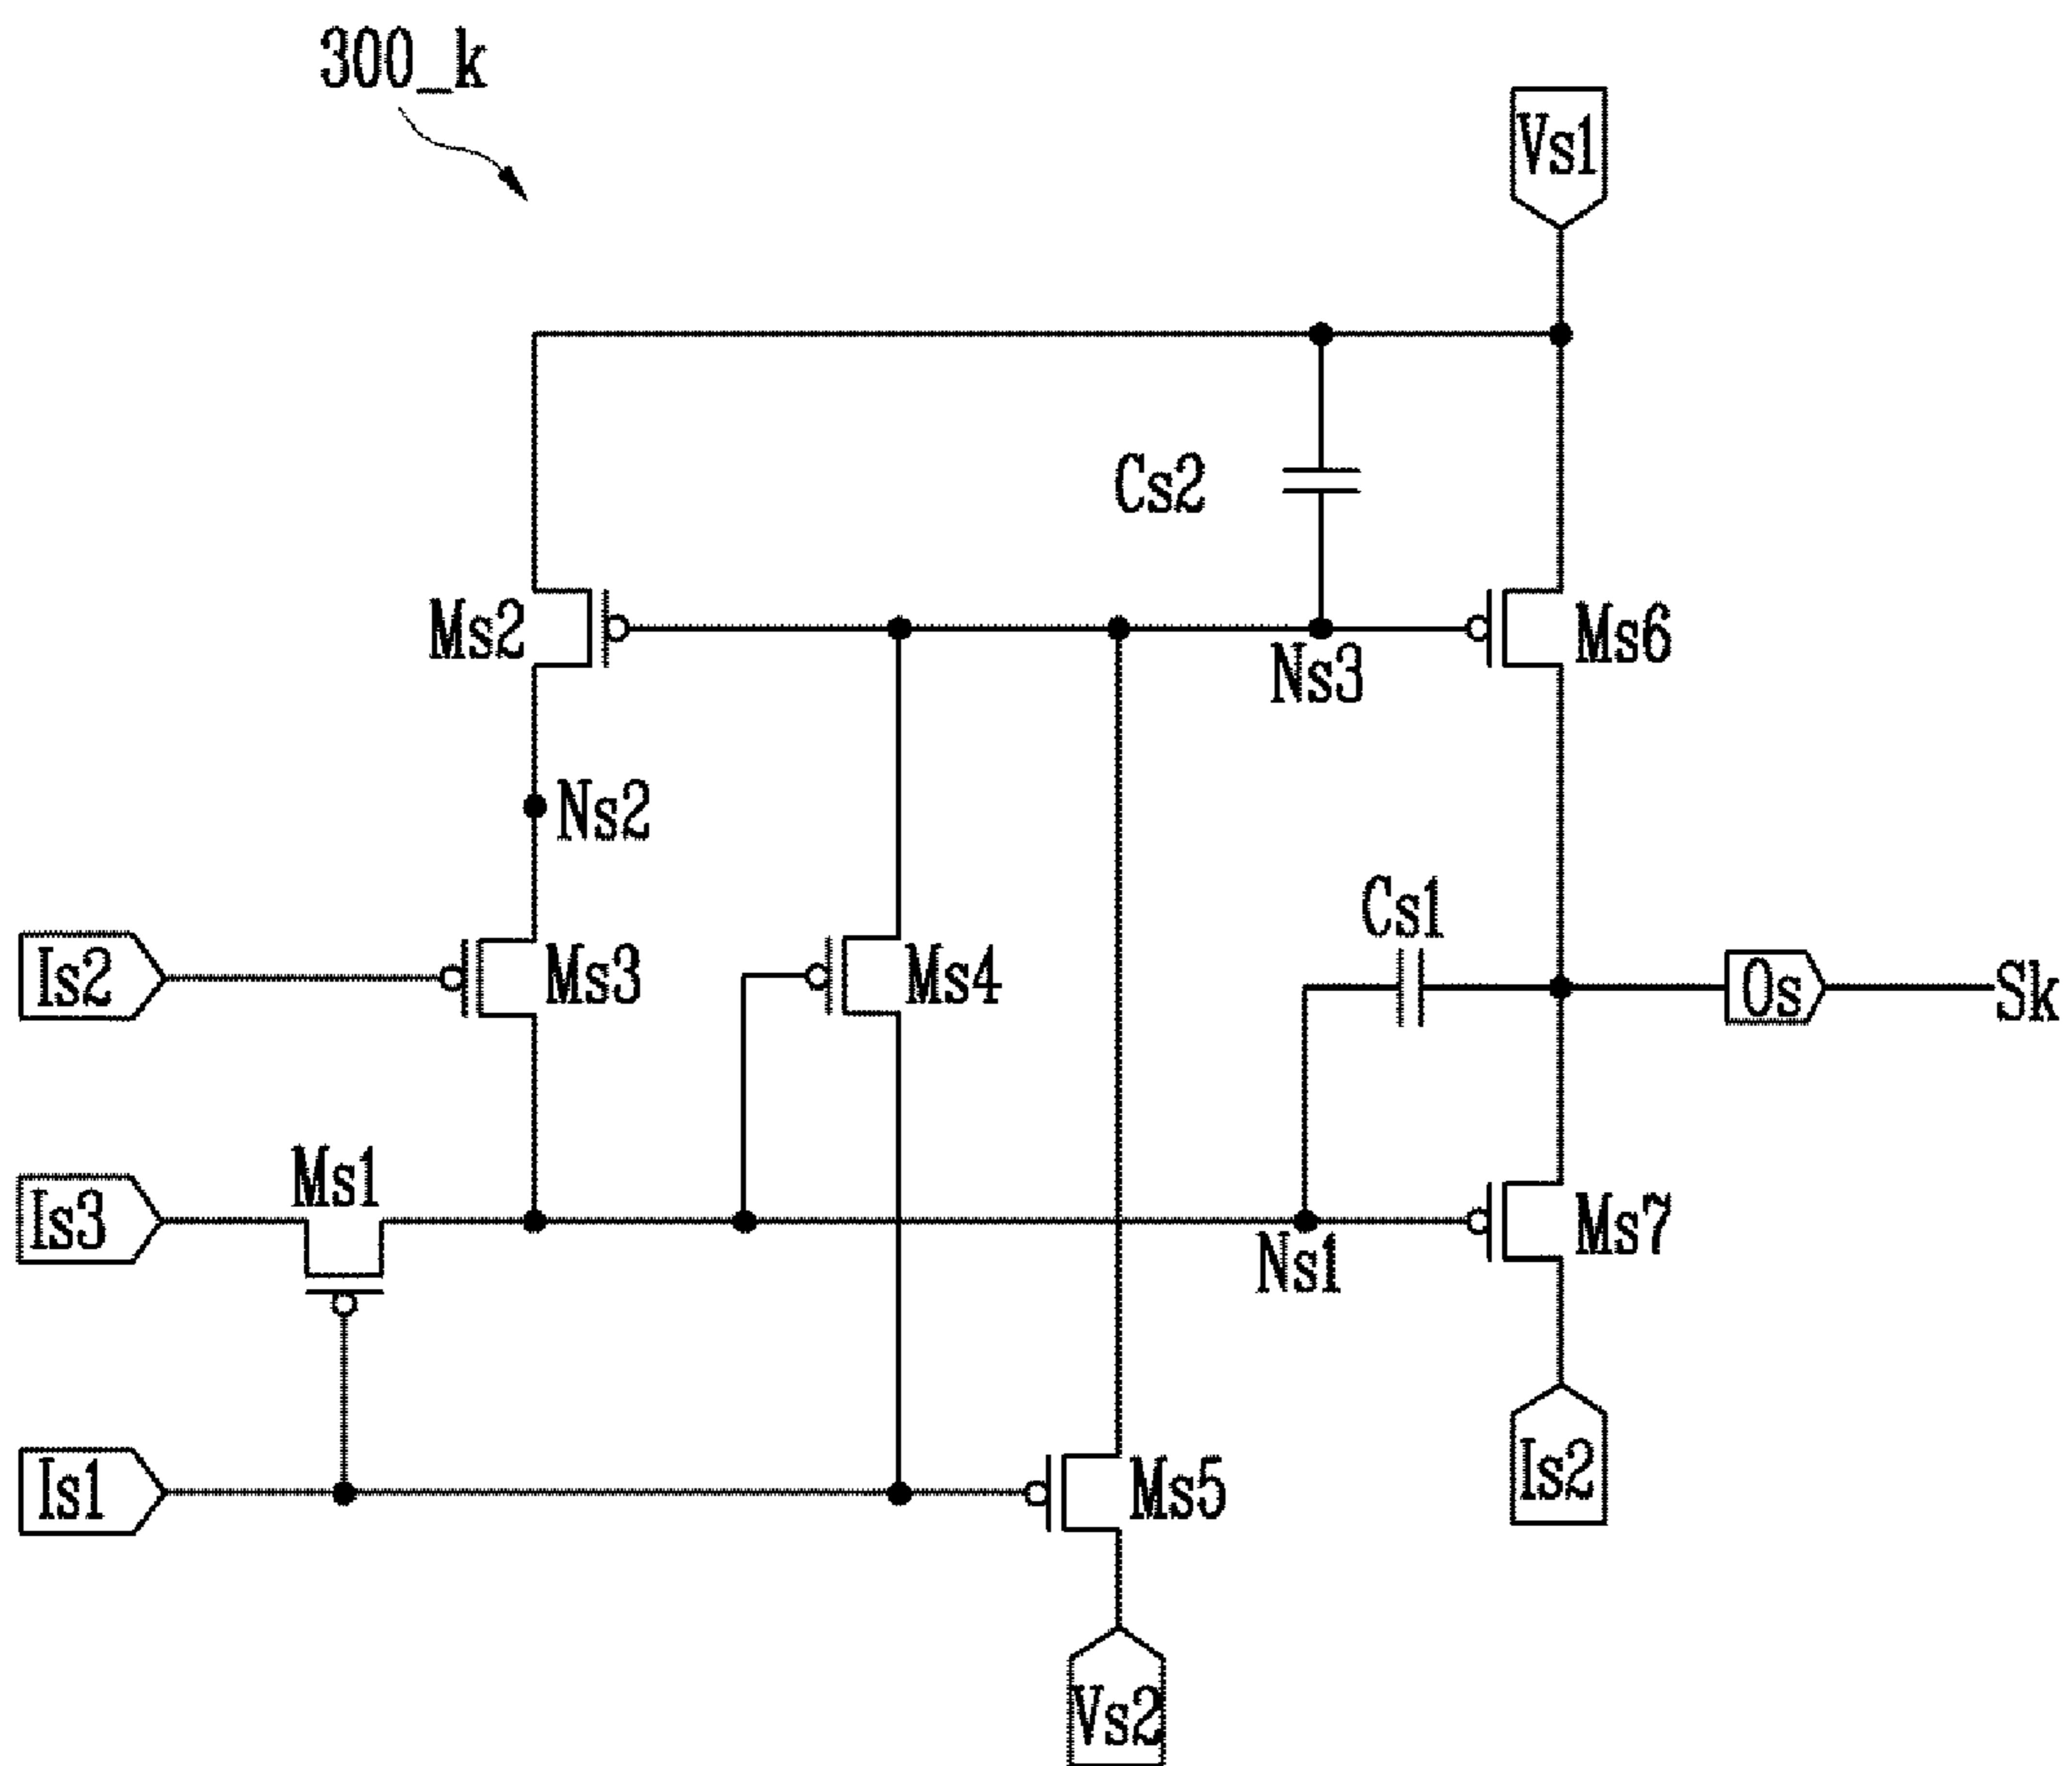 300_k
Vs1
Cs2
Ms2
Ms6
Ns3
Ns2
Cs1
Is2
Ms3
Ms4
Os
Sk
Ms1
Is3
Ns1
Ms7
Is1
Ms5
Is2
Vs2